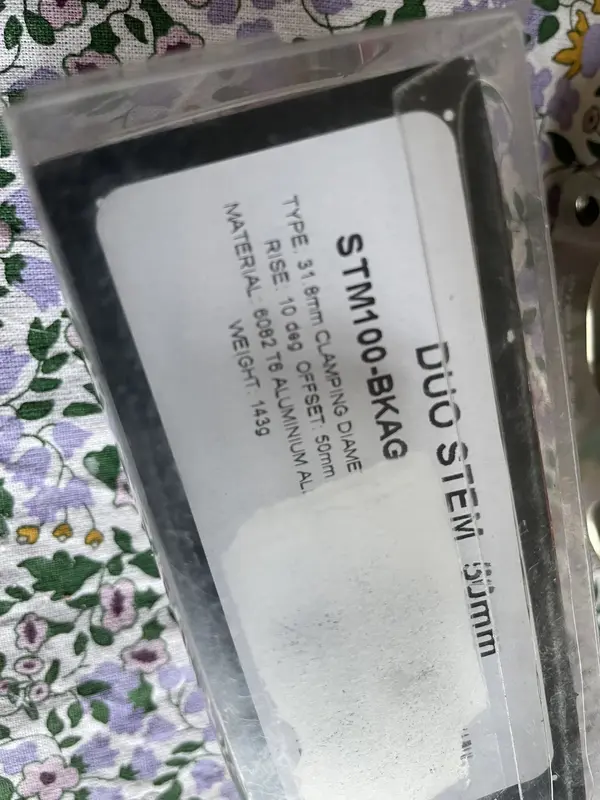 DUO STEM 50mm
STM100-BKAG
TYPE: 31.8mm CLAMPING DIAME
RISE: 10 deg OFFSET: 50mm
MATERIAL: 6082 T6 ALUMINIUM AL
WEIGHT: 143g